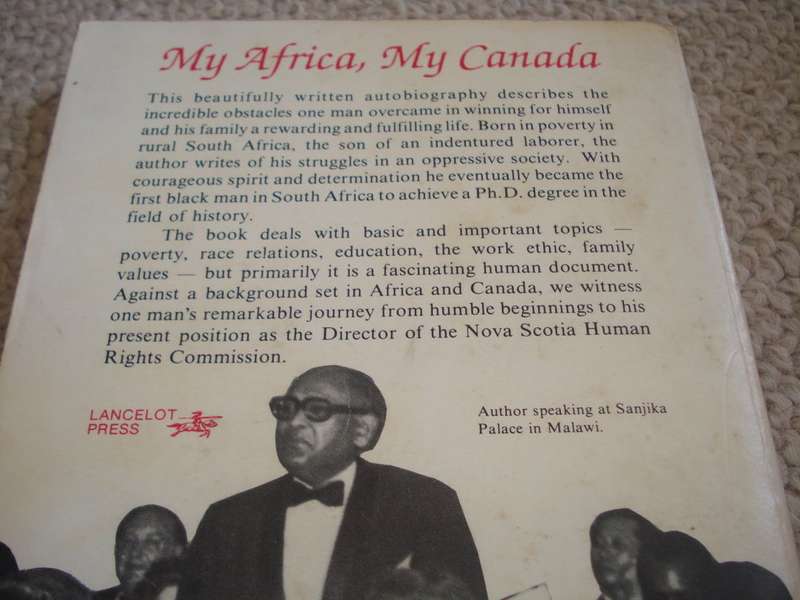 My Africa, My Canada
This beautifully written autobiography describes the
incredible obstacles one man overcame in winning for himself
and his family a rewarding and fulfilling life. Born in poverty in
rural South Africa, the son of an indentured laborer, the
author writes of his struggles in an oppressive society. With
courageous spirit and determination he eventually became the
first black man in South Africa to achieve a Ph.D. degree in the
field of history.
The book deals with basic and important topics —
poverty, race relations, education, the work ethic, family
values — but primarily it is a fascinating human document.
Against a background set in Africa and Canada, we witness
one man's remarkable journey from humble beginnings to his
present position as the Director of the Nova Scotia Human
Rights Commission.
LANCELOT
PRESS
Author speaking at Sanjika
Palace in Malawi.